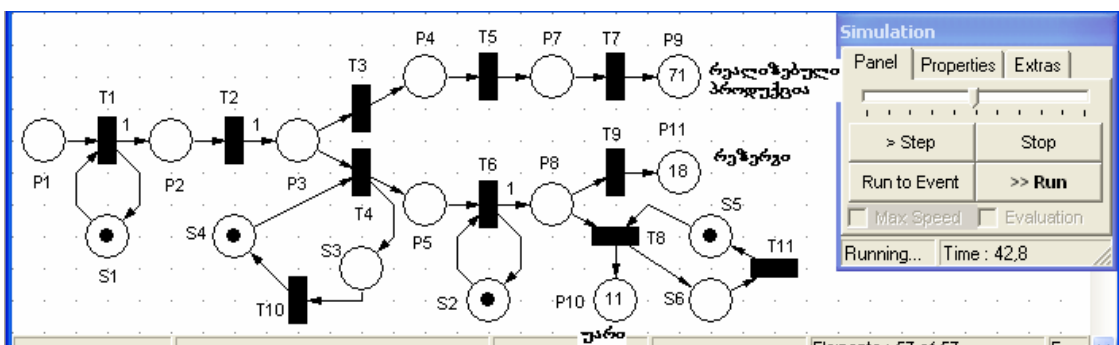 Simulation
Panel Properties Extras
> Step Stop
Run to Event >> Run
Max Speed Evaluation
Running... Time : 42,8
T3 P4 T5 P7 T7 P9
71 რეალიზებული
პროდუქცია
T1 T2
1 1
P1 P2 P3
T9 P11
18 რეზერვი
T6 P8
1
T4 P5
S1 S4 S3
S5
T8 T11
T10 S2 P10 11 S6
უარი